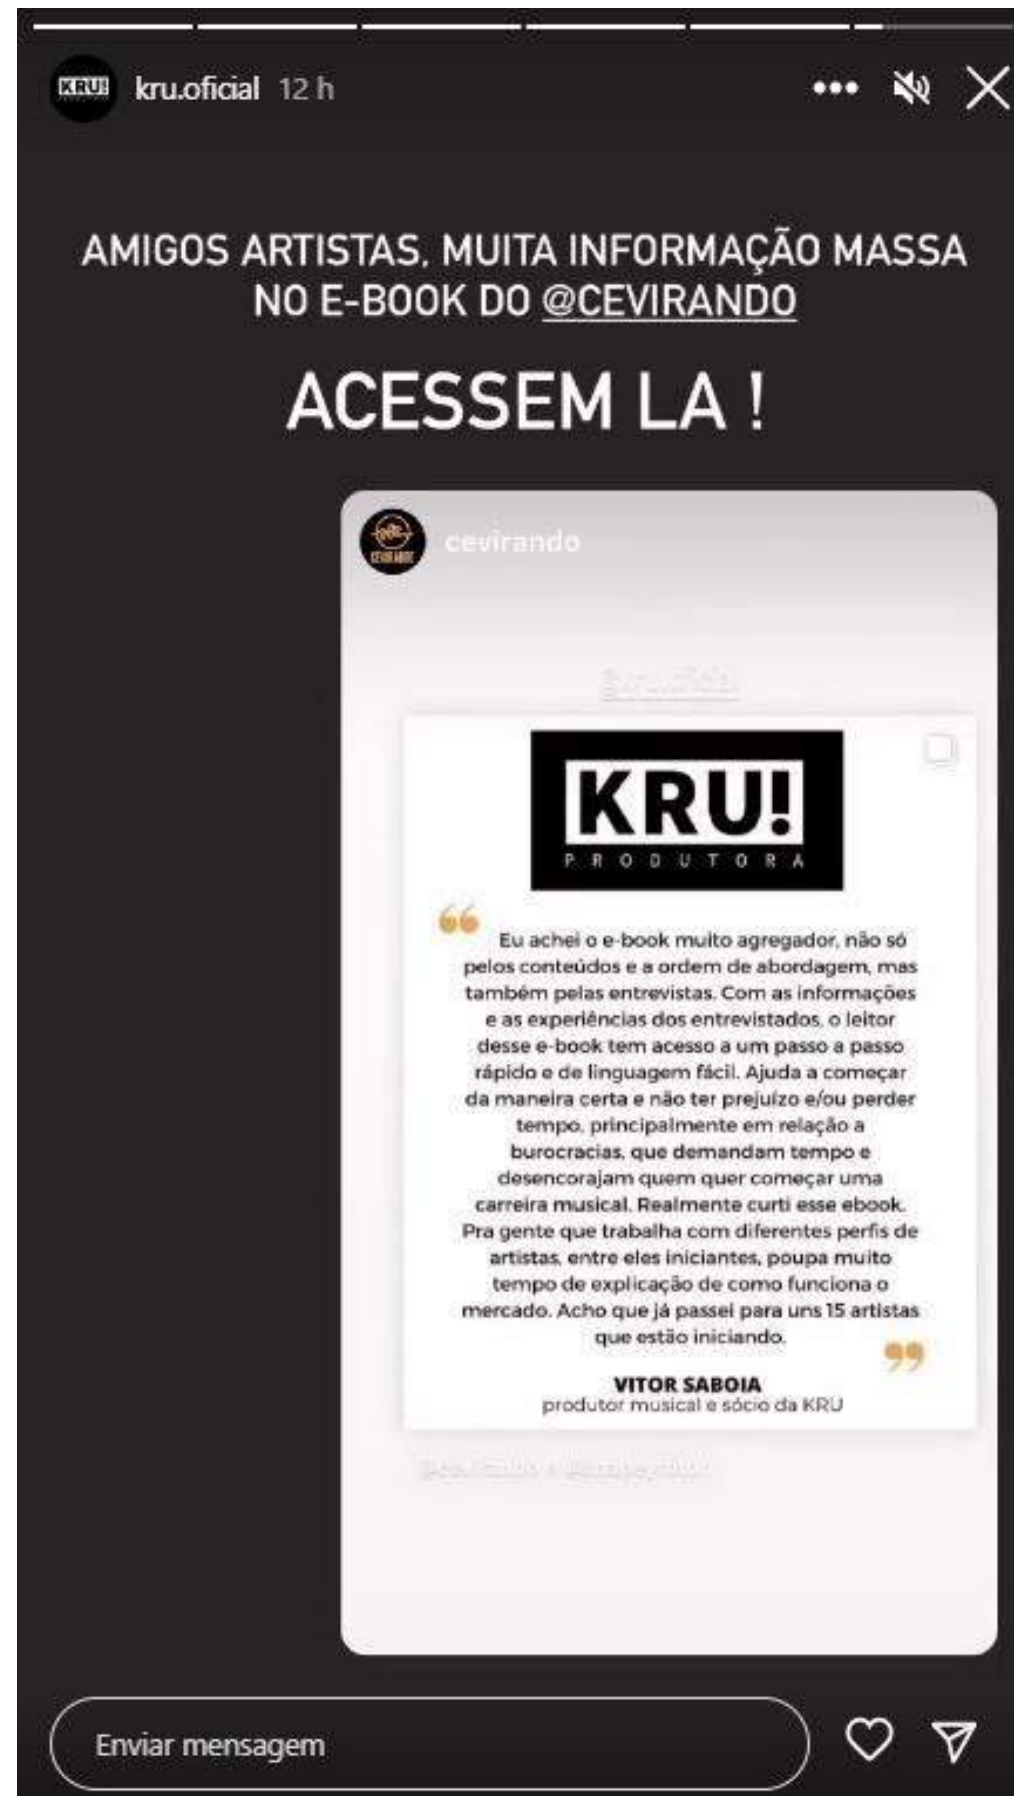 KRU!
kru.oficial 12 h
AMIGOS ARTISTAS, MUITA INFORMAÇÃO MASSA
NO E-BOOK DO @CEVIRANDO
ACESSEM LA !
CEVIRANDO
cevirando
KRU!
PRODUTORA
“ Eu achei o e-book muito agregador, não só
pelos conteúdos e a ordem de abordagem, mas
também pelas entrevistas. Com as informações
e as experiências dos entrevistados, o leitor
desse e-book tem acesso a um passo a passo
rápido e de linguagem fácil. Ajuda a começar
da maneira certa e não ter prejuízo e/ou perder
tempo, principalmente em relação a
burocracias, que demandam tempo e
desencorajam quem quer começar uma
carreira musical. Realmente curti esse ebook.
Pra gente que trabalha com diferentes perfis de
artistas, entre eles iniciantes, poupa muito
tempo de explicação de como funciona o
mercado. Acho que já passei para uns 15 artistas
que estão iniciando. ”
VITOR SABOIA
produtor musical e sócio da KRU
Enviar mensagem